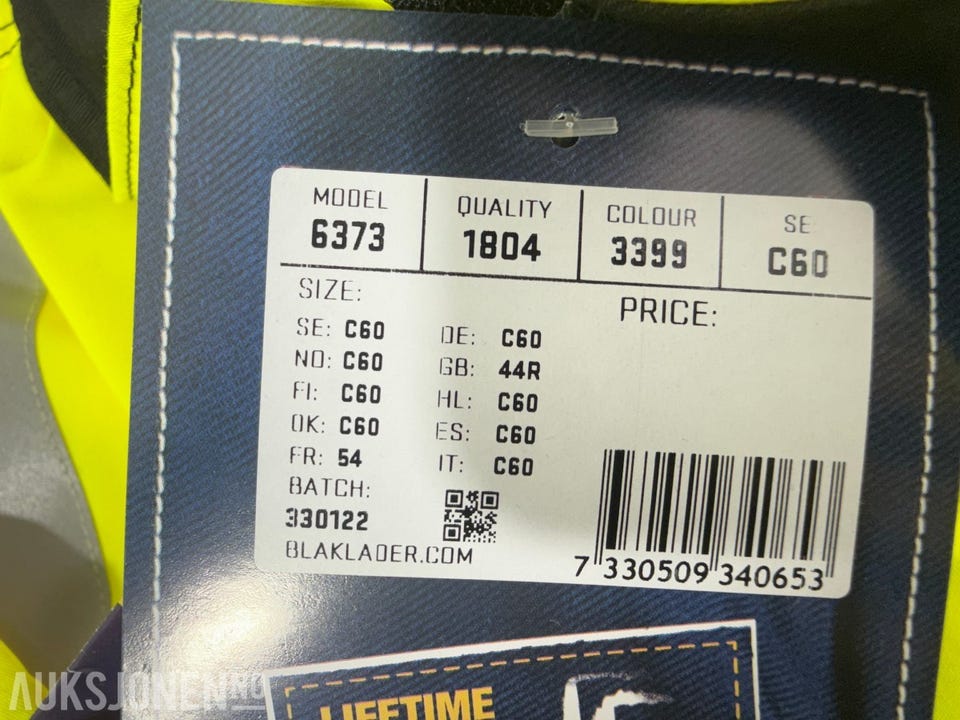 MODEL QUALITY COLOUR SE
6373 1804 3399 C60
SIZE: PRICE:
SE: C60 DE: C60
NO: C60 GB: 44R
FI: C60 HL: C60
DK: C60 ES: C60
FR: 54 IT: C60
BATCH:
330122
BLAKLADER.COM
7 330509 340653
LIFETIME
AUKSJONEN.NO